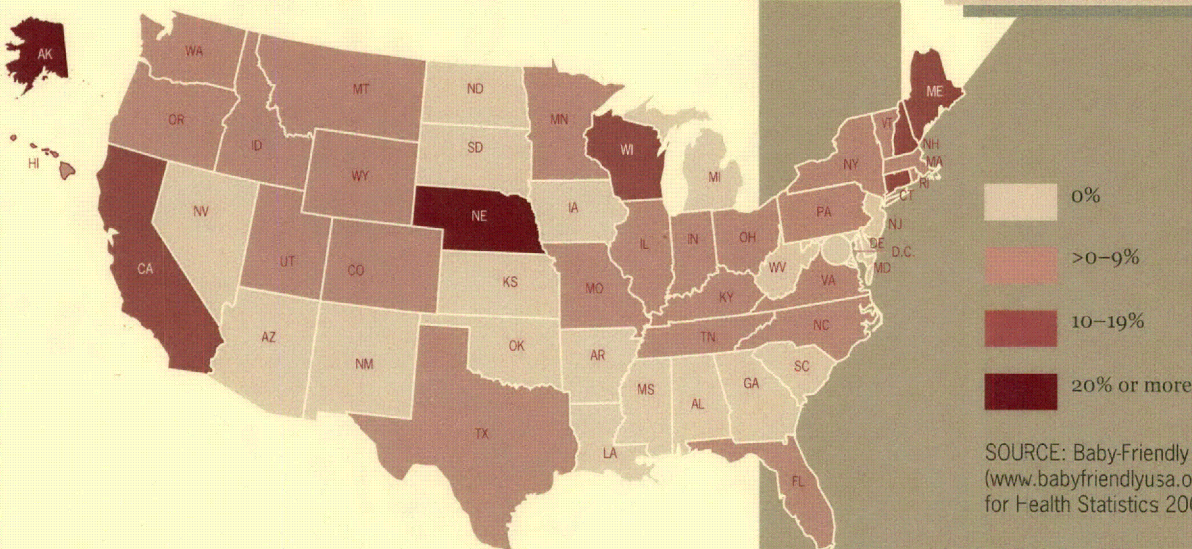 AK
WA
MT
ND
MN
ME
OR
ID
SD
WI
VT
NH
HI
WY
MI
NY
MA
RI
CT
NV
NE
IA
PA
NJ
CA
UT
CO
IL
IN
OH
DE
D.C.
MD
KS
MO
WV
VA
KY
AZ
NM
OK
AR
TN
NC
SC
MS
AL
GA
TX
LA
FL
0%
>0–9%
10–19%
20% or more
SOURCE: Baby-Friendly
(www.babyfriendlyusa.o
for Health Statistics 200